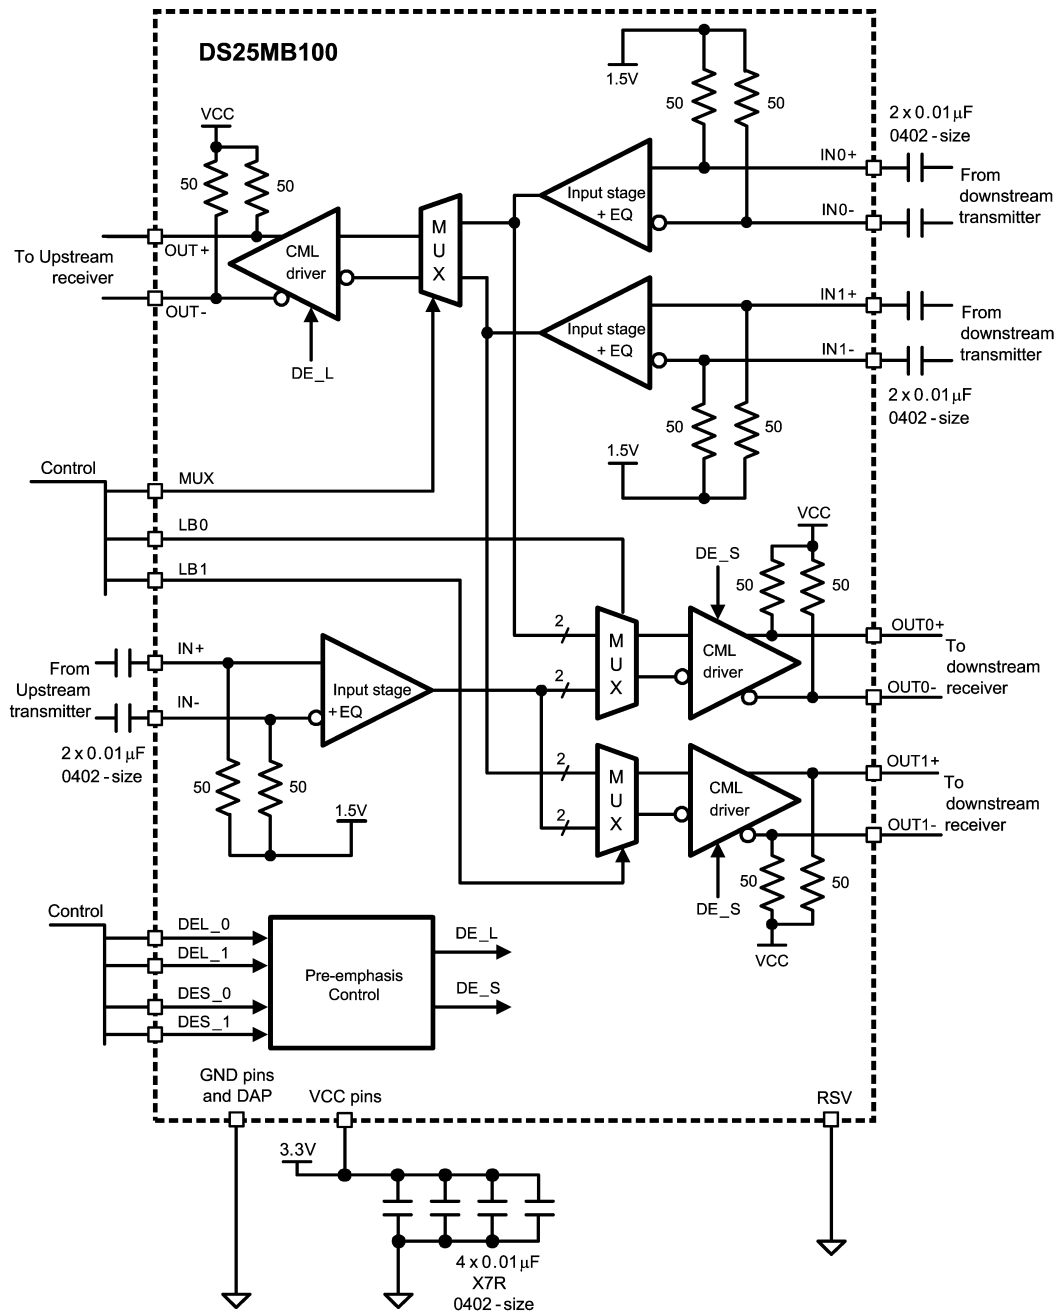 DS25MB100
1.5V
50
50
2 x 0.01µF
0402-size
VCC
50
50
IN0+
From
downstream
transmitter
IN0-
Input stage
+ EQ
M
U
X
OUT+
To Upstream
receiver
CML
driver
OUT-
DE_L
IN1+
From
downstream
transmitter
Input stage
+ EQ
IN1-
2 x 0.01µF
0402-size
50
50
1.5V
Control
MUX
LB0
LB1
VCC
DE_S
50
50
2
M
U
X
CML
driver
OUT0+
To
downstream
receiver
2
OUT0-
IN+
From
Upstream
transmitter
IN-
Input stage
+EQ
2 x 0.01µF
0402-size
50
50
1.5V
2
M
U
X
CML
driver
OUT1+
To
downstream
receiver
2
OUT1-
50
50
DE_S
VCC
Control
DEL_0
DEL_1
DES_0
DES_1
Pre-emphasis
Control
DE_L
DE_S
GND pins
and DAP
VCC pins
RSV
3.3V
4 x 0.01µF
X7R
0402-size